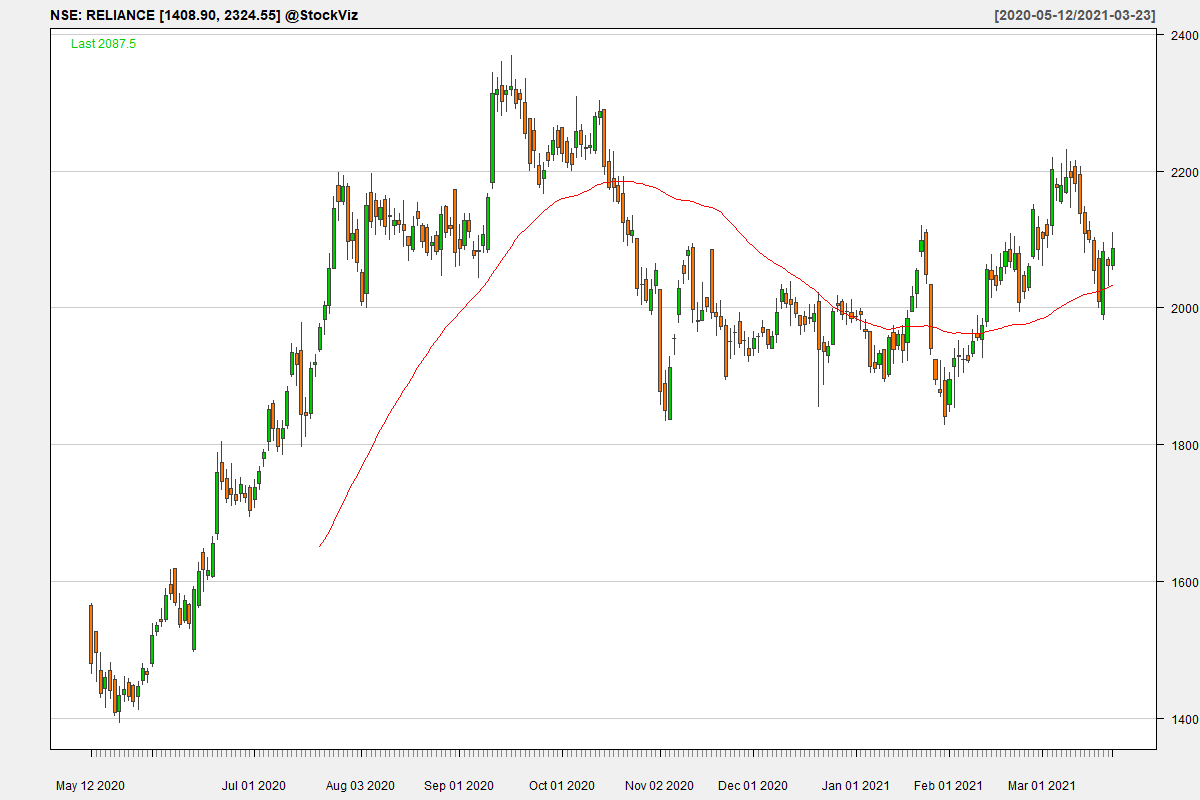 NSE: RELIANCE [1408.90, 2324.55] @StockViz [2020-05-12/2021-03-23]
Last 2087.5
2400
2200
2000
1800
1600
1400
May 12 2020 Jul 01 2020 Aug 03 2020 Sep 01 2020 Oct 01 2020 Nov 02 2020 Dec 01 2020 Jan 01 2021 Feb 01 2021 Mar 01 2021